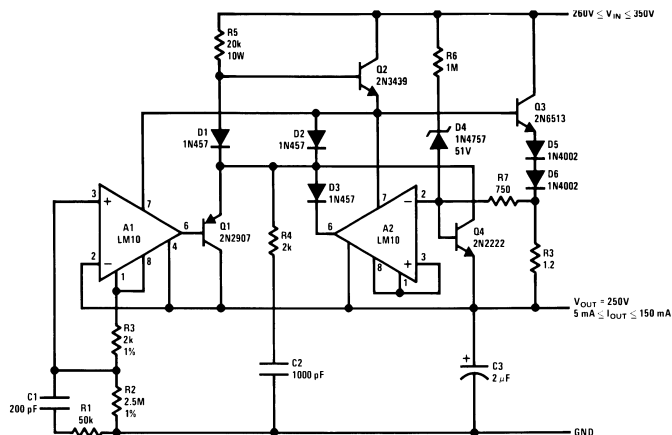 260V ≤ VIN ≤ 350V
R5
20k
10W
Q2
2N3439
R6
1M
Q3
2N6513
D1
1N457
D2
1N457
D4
1N4757
51V
D5
1N4002
D6
1N4002
R7
750
D3
1N457
3
+
7
A1
LM10
6
4
2
−
1
8
Q1
2N2907
R4
2k
6
7
−
2
A2
LM10
+
3
8
1
Q4
2N2222
R3
1.2
VOUT = 250V
5 mA ≤ IOUT ≤ 150 mA
R3
2k
1%
C1
200 pF
R2
2.5M
1%
R1
50k
C2
1000 pF
+
C3
2 µF
GND